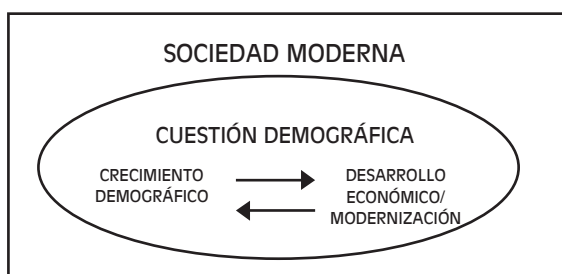 SOCIEDAD MODERNA
CUESTIÓN DEMOGRÁFICA
CRECIMIENTO
DEMOGRÁFICO
DESARROLLO
ECONÓMICO/
MODERNIZACIÓN